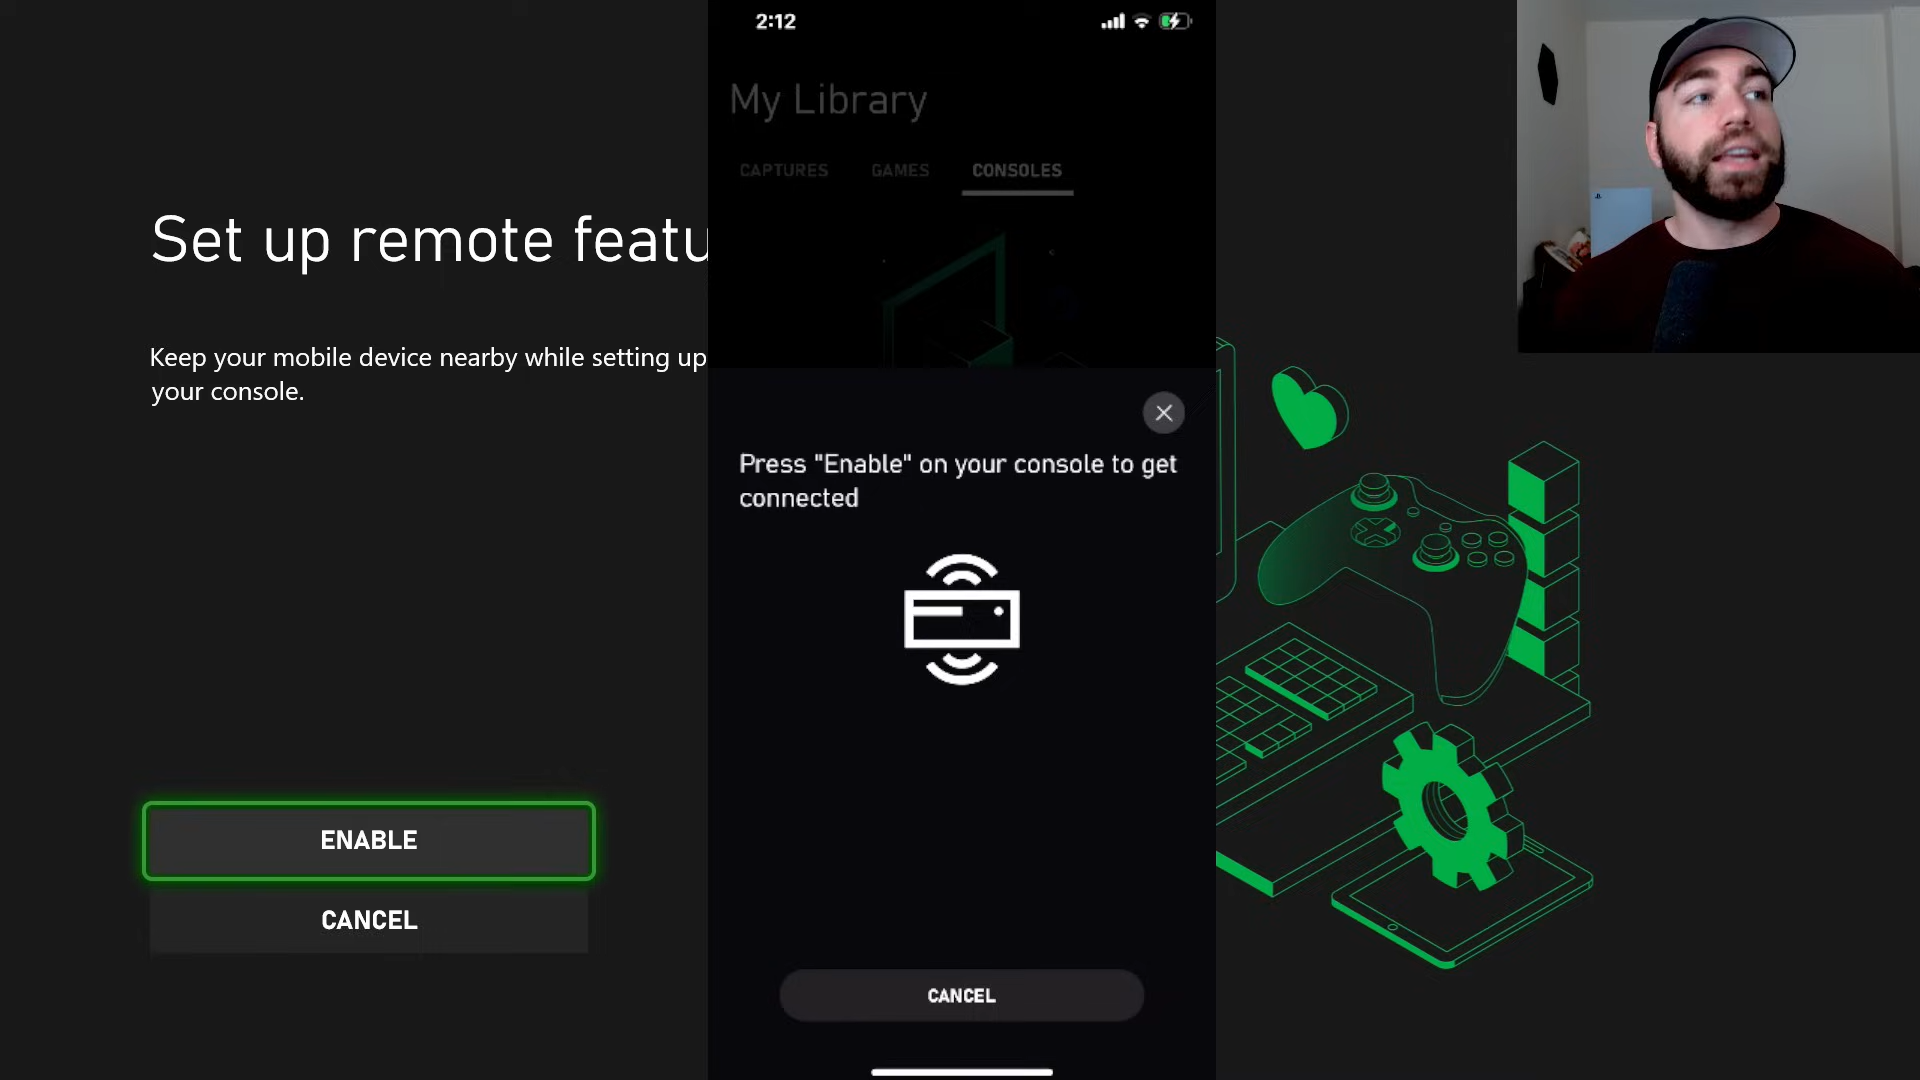 2:12
My Library
CAPTURES GAMES CONSOLES
Set up remote featu
Keep your mobile device nearby while setting up
your console.
Press "Enable" on your console to get
connected
ENABLE
CANCEL
CANCEL